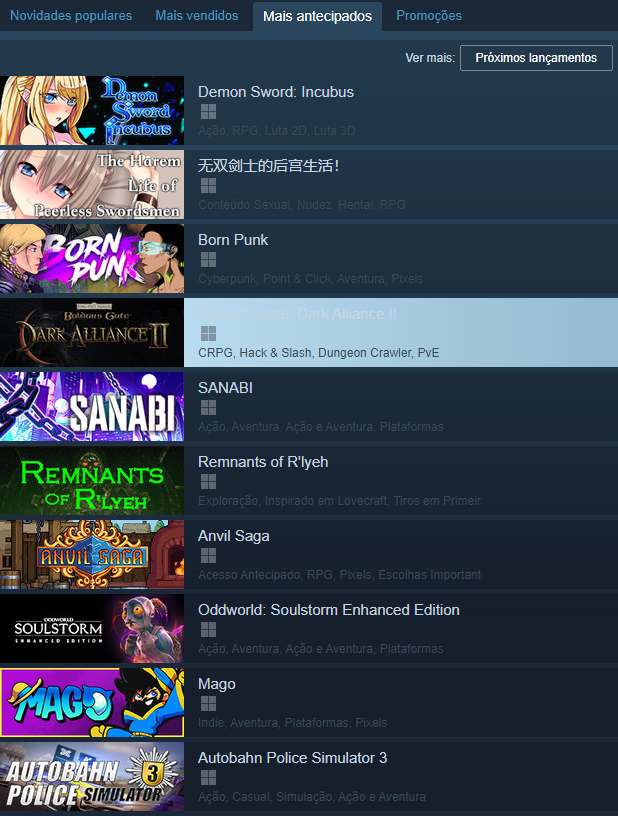 Novidades populares
Mais vendidos
Mais antecipados
Promoções
Ver mais:
Próximos lançamentos
Demon
Sword
Incubus
Demon Sword: Incubus
Ação, RPG, Luta 2D, Luta 3D
The Harem
Life of
Peerless Swordsmen
无双剑士的后宫生活!
Conteúdo Sexual, Nudez, Hentai, RPG
BORN
PUNK
Born Punk
Cyberpunk, Point & Click, Aventura, Pixels
Baldurs Gate
DARK ALLIANCE II
Gate: Dark Alliance II
CRPG, Hack & Slash, Dungeon Crawler, PvE
SANABI
SANABI
Ação, Aventura, Ação e Aventura, Plataformas
REMNANTS
OF R'LYEH
Remnants of R'lyeh
Exploração, Inspirado em Lovecraft, Tiros em Primeir
ANVIL SAGA
Anvil Saga
Acesso Antecipado, RPG, Pixels, Escolhas Important
ODDWORLD
SOULSTORM
ENHANCED EDITION
Oddworld: Soulstorm Enhanced Edition
Ação, Aventura, Ação e Aventura, Plataformas
MAGO
Mago
Indie, Aventura, Plataformas, Pixels
AUTOBAHN
POLICE SIMULATOR
3
Autobahn Police Simulator 3
Ação, Casual, Simulação, Ação e Aventura